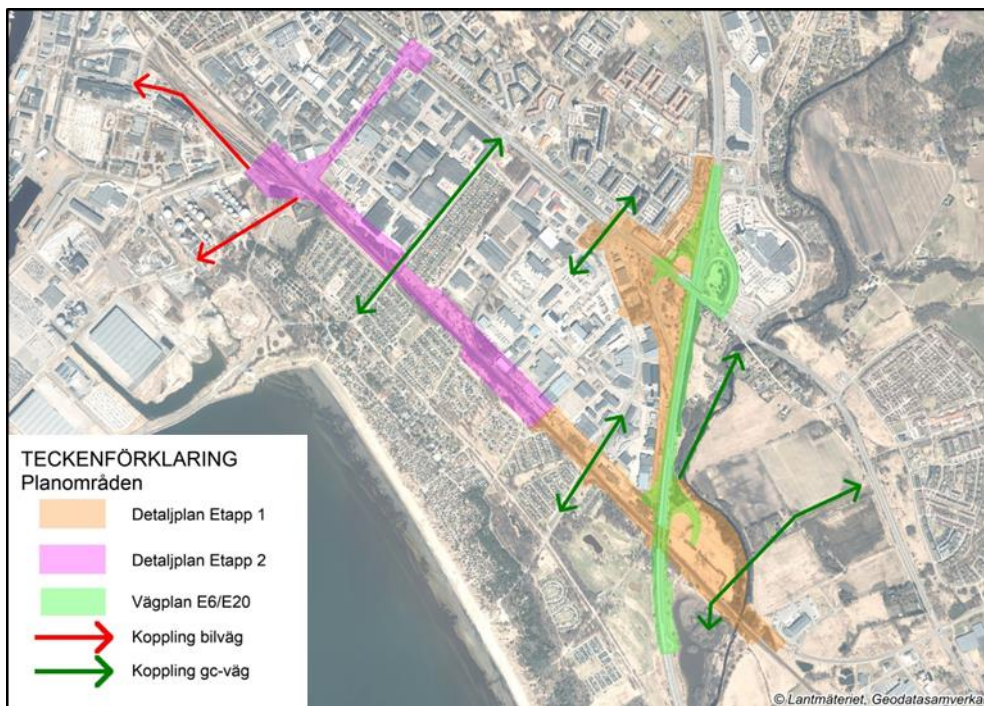 TECKENFÖRKLARING
Planområden
Detaljplan Etapp 1
Detaljplan Etapp 2
Vägplan E6/E20
Koppling bilväg
Koppling gc-väg
© Lantmäteriet, Geodatasamverka